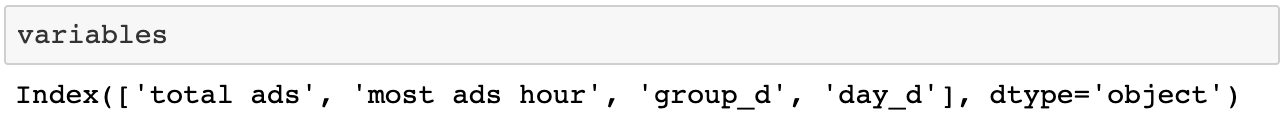 variables
Index(['total ads', 'most ads hour', 'group_d', 'day_d'], dtype='object')